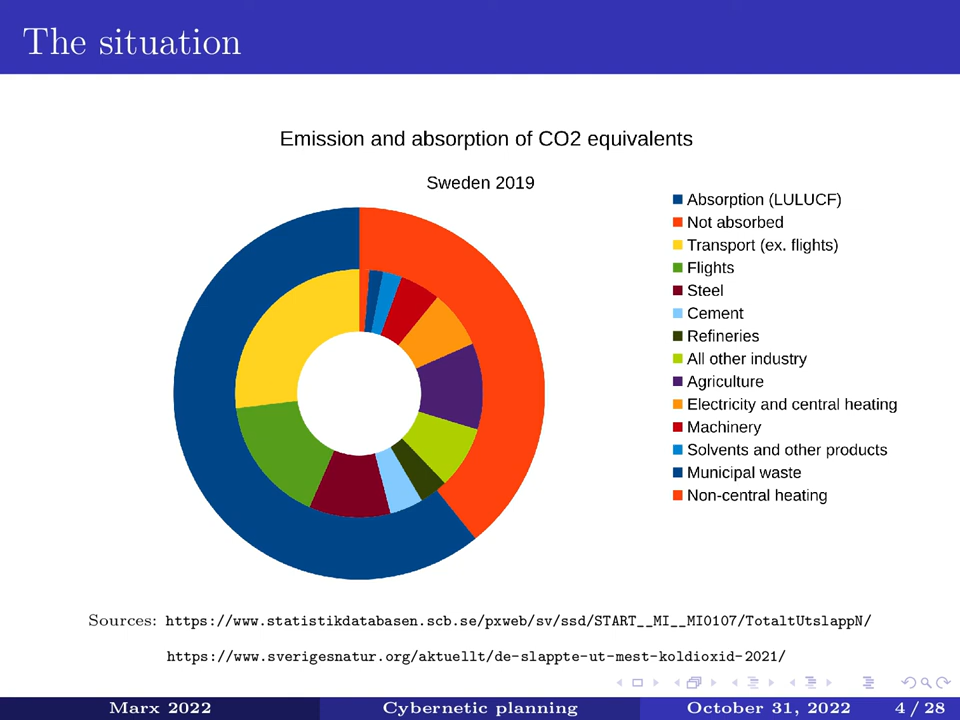 The situation
Emission and absorption of CO2 equivalents
Sweden 2019
Absorption (LULUCF)
Not absorbed
Transport (ex. flights)
Flights
Steel
Cement
Refineries
All other industry
Agriculture
Electricity and central heating
Machinery
Solvents and other products
Municipal waste
Non-central heating
Sources: https://www.statistikdatabasen.scb.se/pxweb/sv/ssd/START__MI__MI0107/TotaltUtslappN/
https://www.sverigesnatur.org/aktuellt/de-slappte-ut-mest-koldioxid-2021/
Marx 2022 Cybernetic planning October 31, 2022 4 / 28